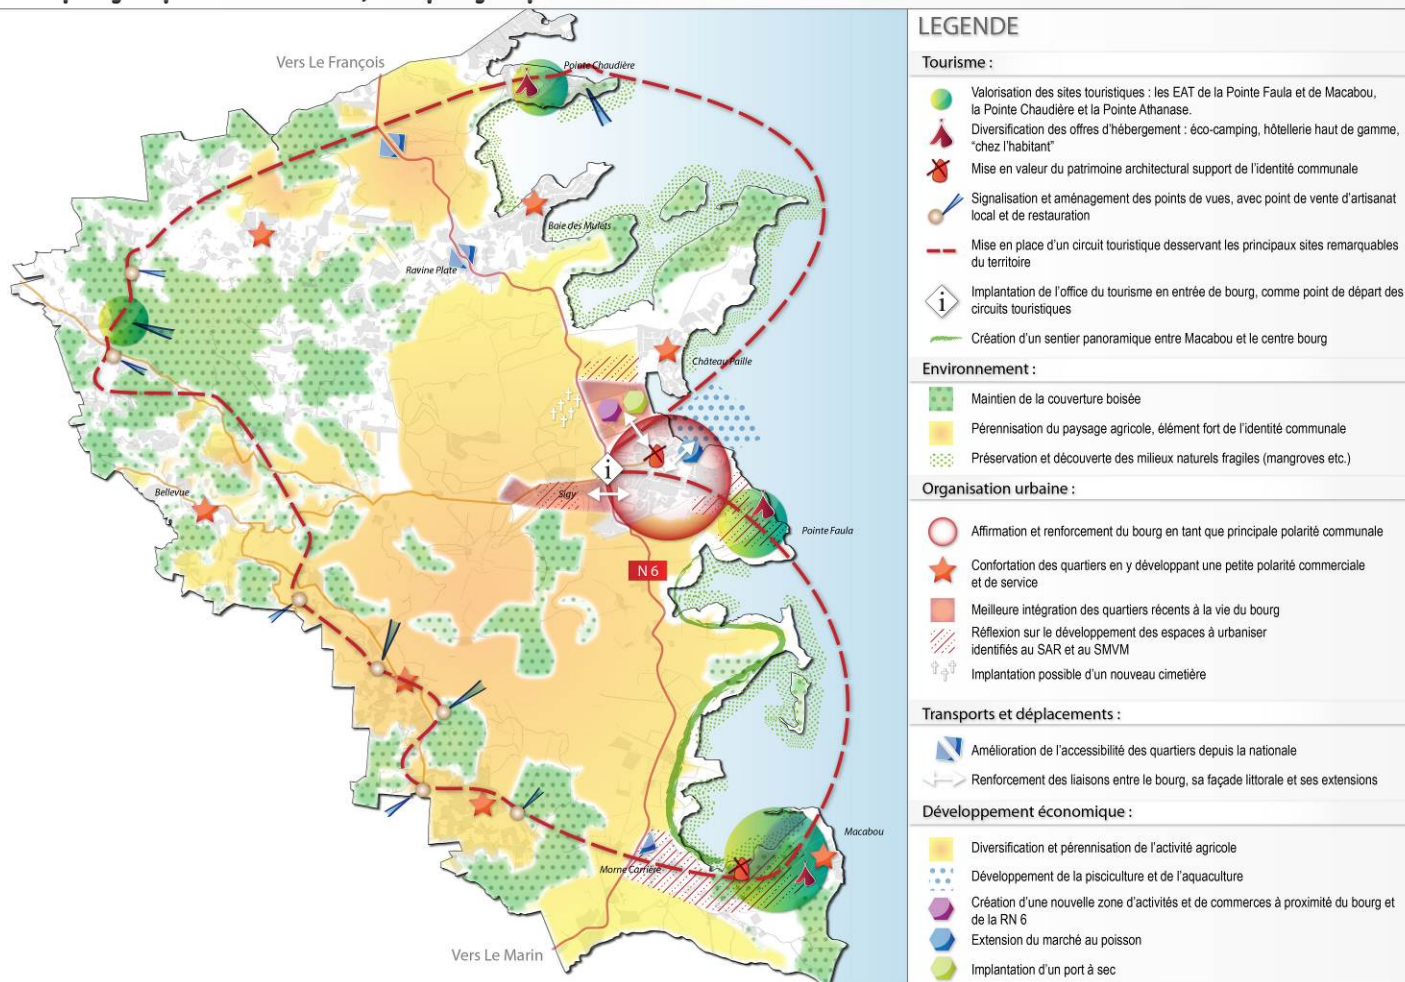 Vers Le François
Pointe Chaudière
Baie des Mulets
Ravine Plate
Château Paille
i
Sigy
Bellevue
Pointe Faula
N 6
Macabou
Morne Carrière
Vers Le Marin
LEGENDE
Tourisme :
Valorisation des sites touristiques : les EAT de la Pointe Faula et de Macabou,
la Pointe Chaudière et la Pointe Athanase.
Diversification des offres d'hébergement : éco-camping, hôtellerie haut de gamme,
"chez l'habitant"
Mise en valeur du patrimoine architectural support de l'identité communale
Signalisation et aménagement des points de vues, avec point de vente d'artisanat
local et de restauration
Mise en place d'un circuit touristique desservant les principaux sites remarquables
du territoire
i
Implantation de l'office du tourisme en entrée de bourg, comme point de départ des
circuits touristiques
Création d'un sentier panoramique entre Macabou et le centre bourg
Environnement :
Maintien de la couverture boisée
Pérennisation du paysage agricole, élément fort de l'identité communale
Préservation et découverte des milieux naturels fragiles (mangroves etc.)
Organisation urbaine :
Affirmation et renforcement du bourg en tant que principale polarité communale
Confortation des quartiers en y développant une petite polarité commerciale
et de service
Meilleure intégration des quartiers récents à la vie du bourg
Réflexion sur le développement des espaces à urbaniser
identifiés au SAR et au SMVM
Implantation possible d'un nouveau cimetière
Transports et déplacements :
Amélioration de l'accessibilité des quartiers depuis la nationale
Renforcement des liaisons entre le bourg, sa façade littorale et ses extensions
Développement économique :
Diversification et pérennisation de l'activité agricole
Développement de la pisciculture et de l'aquaculture
Création d'une nouvelle zone d'activités et de commerces à proximité du bourg et
de la RN 6
Extension du marché au poisson
Implantation d'un port à sec